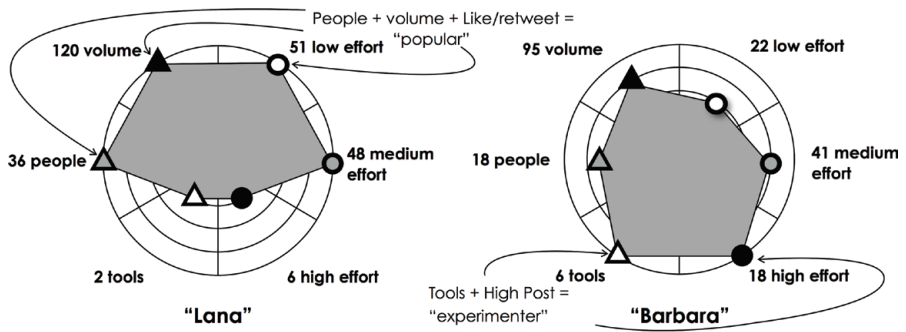 People + volume + Like/retweet =
“popular”
120 volume
51 low effort
36 people
48 medium
effort
2 tools
6 high effort
“Lana”
95 volume
22 low effort
18 people
41 medium
effort
Tools + High Post =
“experimenter”
6 tools
18 high effort
“Barbara”